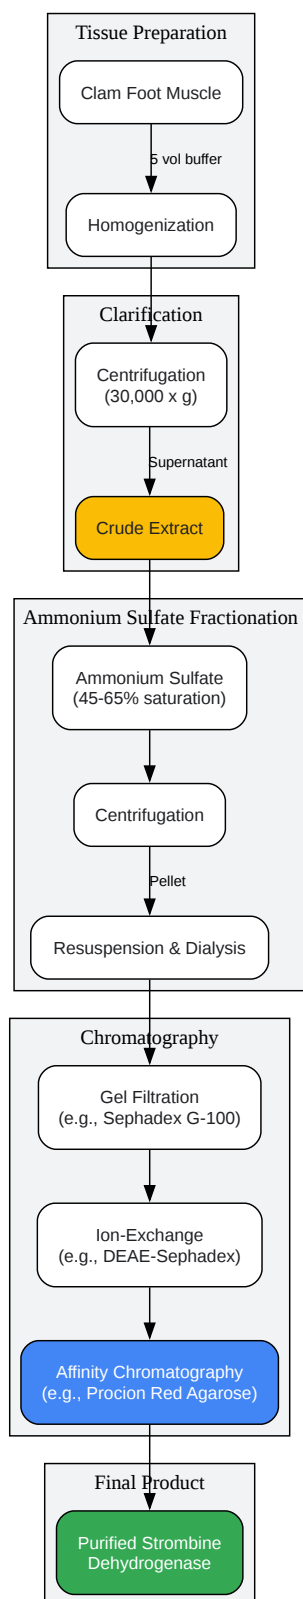 Tissue Preparation
Clam Foot Muscle
5 vol buffer
Homogenization
Clarification
Centrifugation
(30,000 x g)
Supernatant
Crude Extract
Ammonium Sulfate Fractionation
Ammonium Sulfate
(45-65% saturation)
Centrifugation
Pellet
Resuspension & Dialysis
Chromatography
Gel Filtration
(e.g., Sephadex G-100)
Ion-Exchange
(e.g., DEAE-Sephadex)
Affinity Chromatography
(e.g., Procion Red Agarose)
Final Product
Purified Strombine
Dehydrogenase